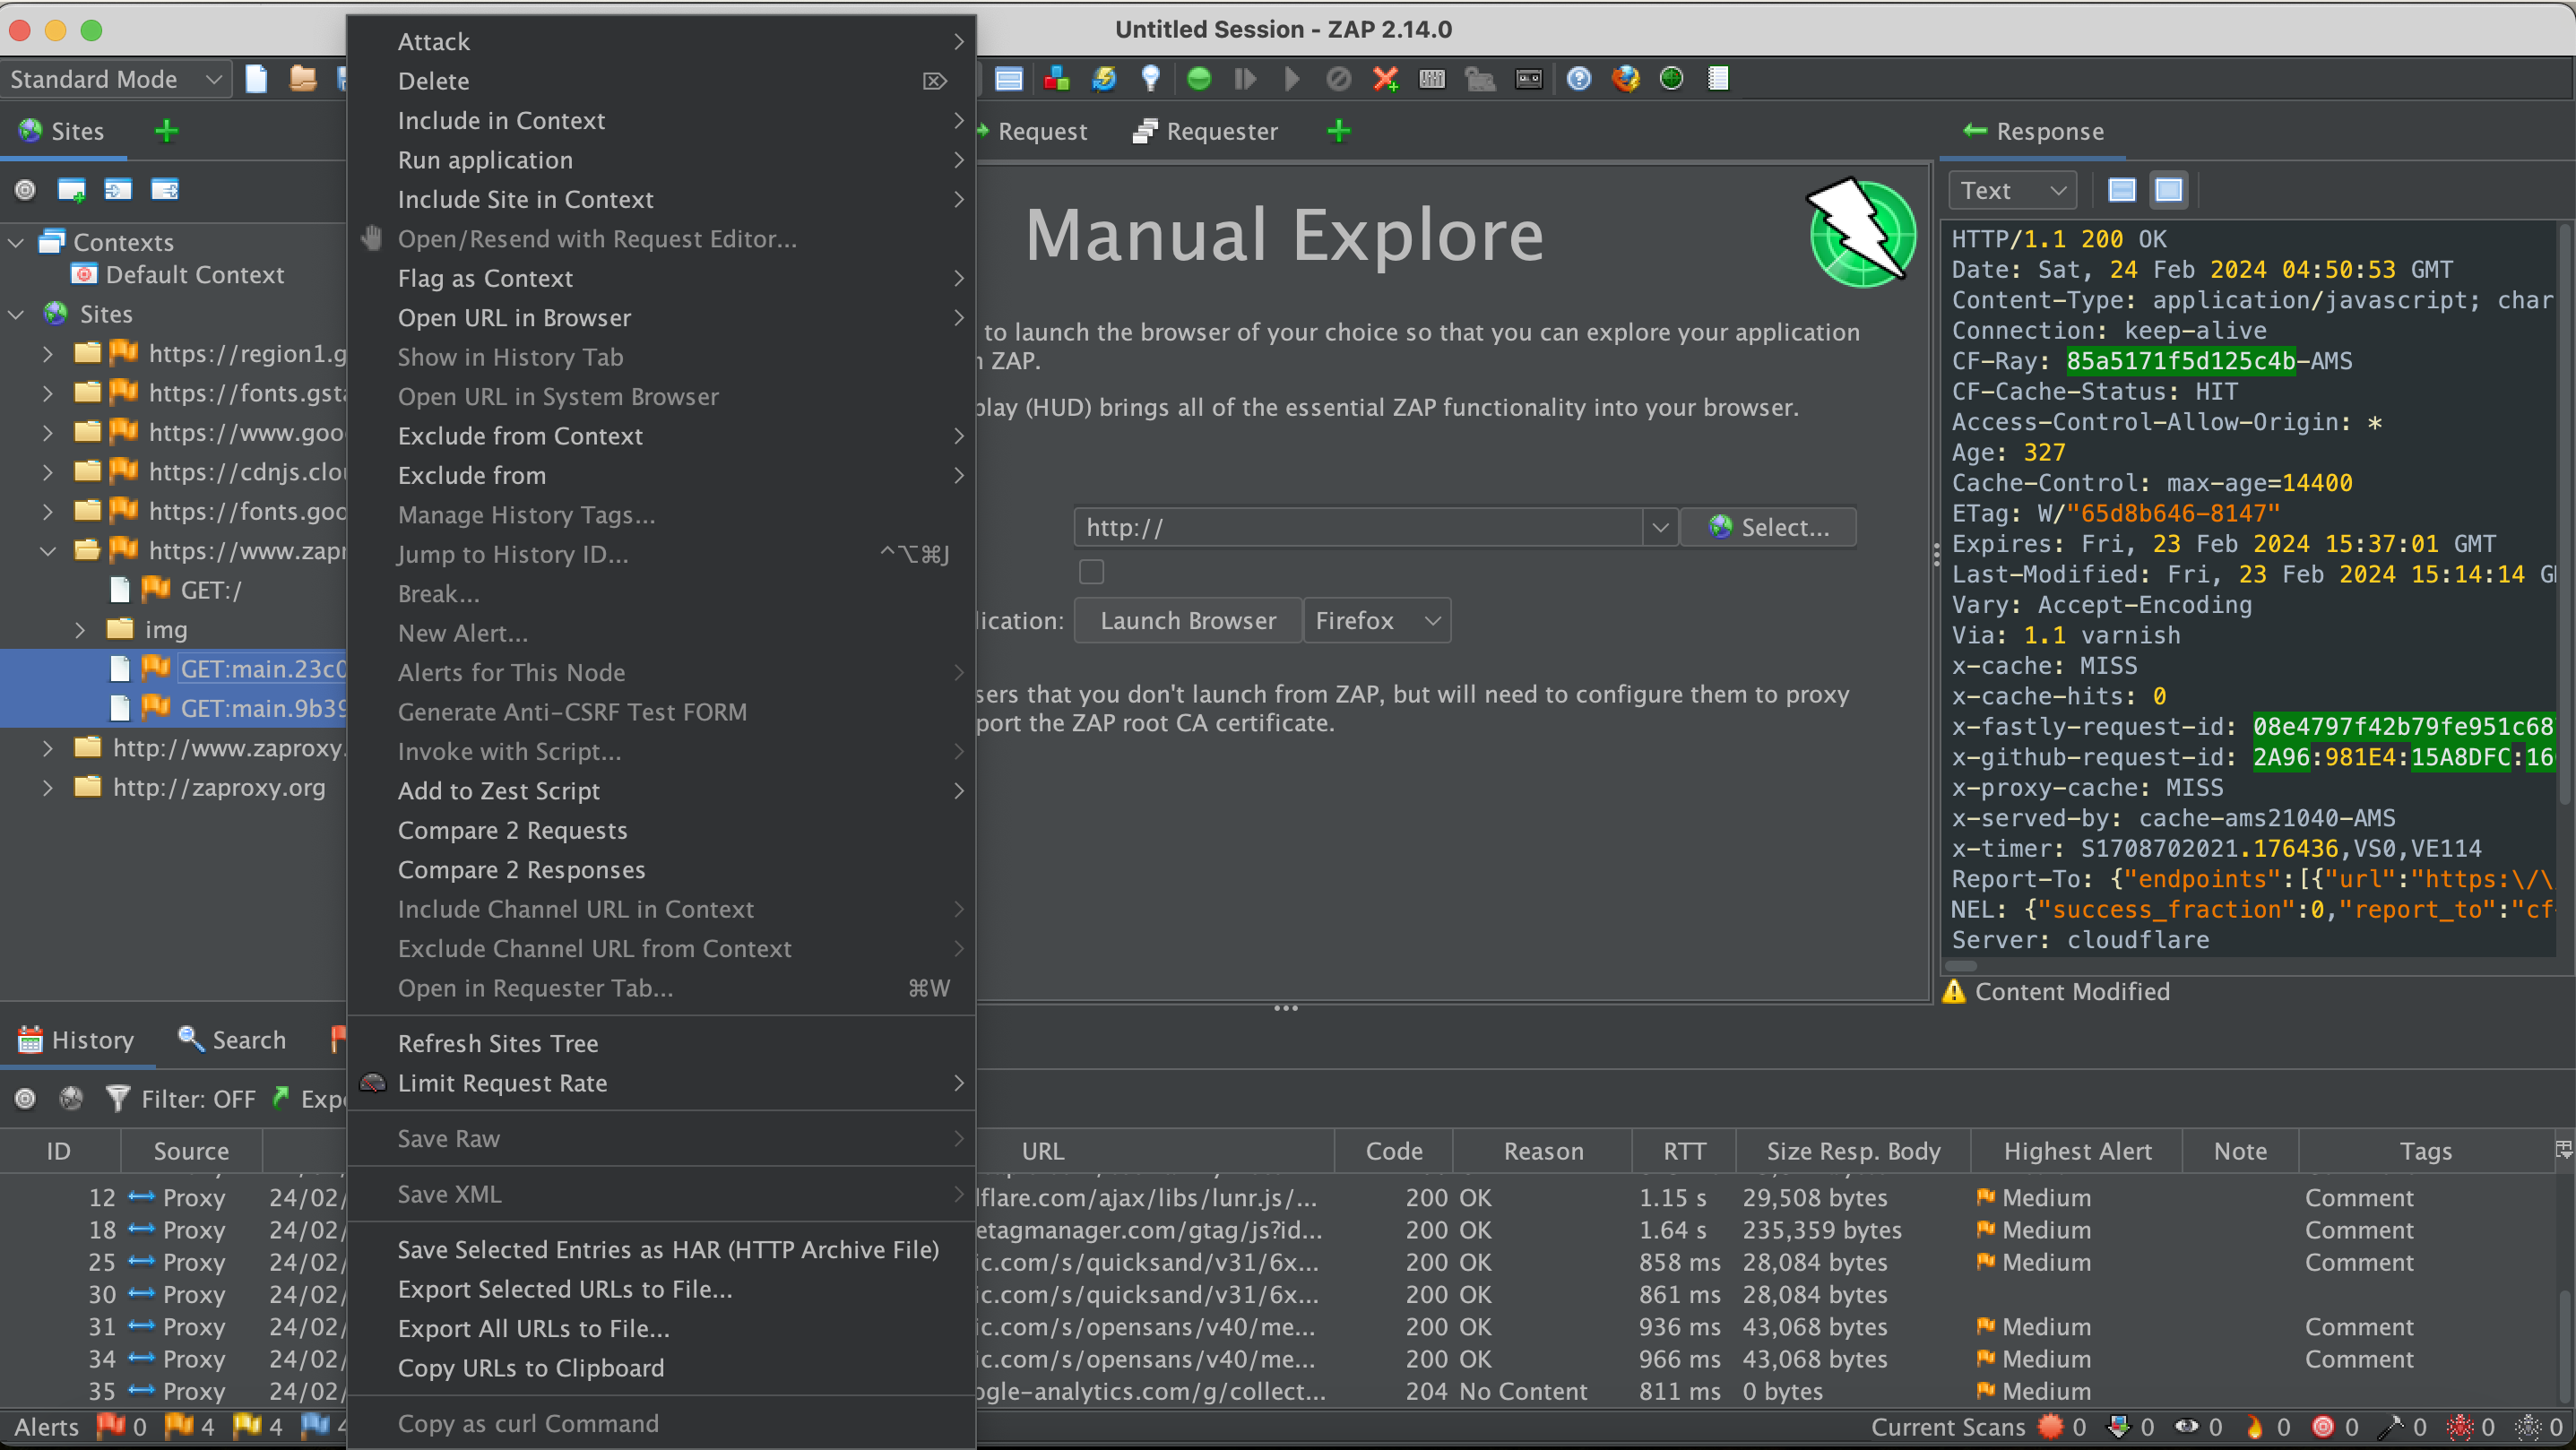 Untitled Session - ZAP 2.14.0
Standard Mode
Sites
Contexts
Default Context
Sites
https://region1.g
https://fonts.gsta
https://www.goo
https://cdnjs.clou
https://fonts.goo
https://www.zapr
GET:/
img
GET:main.23c0
GET:main.9b39
http://www.zaproxy.
http://zaproxy.org
Attack
Delete
Include in Context
Run application
Include Site in Context
Open/Resend with Request Editor...
Flag as Context
Open URL in Browser
Show in History Tab
Open URL in System Browser
Exclude from Context
Exclude from
Manage History Tags...
Jump to History ID... ^⌥⌘J
Break...
New Alert...
Alerts for This Node
Generate Anti-CSRF Test FORM
Invoke with Script...
Add to Zest Script
Compare 2 Requests
Compare 2 Responses
Include Channel URL in Context
Exclude Channel URL from Context
Open in Requester Tab... ⌘W
Refresh Sites Tree
Limit Request Rate
Save Raw
Save XML
Save Selected Entries as HAR (HTTP Archive File)
Export Selected URLs to File...
Export All URLs to File...
Copy URLs to Clipboard
Copy as curl Command
Request Requester
Manual Explore
to launch the browser of your choice so that you can explore your application
ZAP.
play (HUD) brings all of the essential ZAP functionality into your browser.
http:// Select...
lication: Launch Browser Firefox
sers that you don't launch from ZAP, but will need to configure them to proxy
port the ZAP root CA certificate.
Response
Text
HTTP/1.1 200 OK
Date: Sat, 24 Feb 2024 04:50:53 GMT
Content-Type: application/javascript; char
Connection: keep-alive
CF-Ray: 85a5171f5d125c4b-AMS
CF-Cache-Status: HIT
Access-Control-Allow-Origin: *
Age: 327
Cache-Control: max-age=14400
ETag: W/"65d8b646-8147"
Expires: Fri, 23 Feb 2024 15:37:01 GMT
Last-Modified: Fri, 23 Feb 2024 15:14:14 G
Vary: Accept-Encoding
Via: 1.1 varnish
x-cache: MISS
x-cache-hits: 0
x-fastly-request-id: 08e4797f42b79fe951c68
x-github-request-id: 2A96:981E4:15A8DFC:16
x-proxy-cache: MISS
x-served-by: cache-ams21040-AMS
x-timer: S1708702021.176436,VS0,VE114
Report-To: {"endpoints":[{"url":"https:\/\
NEL: {"success_fraction":0,"report_to":"cf
Server: cloudflare
Content Modified
History Search
Filter: OFF Expo
ID Source URL Code Reason RTT Size Resp. Body Highest Alert Note Tags
12 Proxy 24/02/ lflare.com/ajax/libs/lunr.js/... 200 OK 1.15 s 29,508 bytes Medium Comment
18 Proxy 24/02/ etagmanager.com/gtag/js?id... 200 OK 1.64 s 235,359 bytes Medium Comment
25 Proxy 24/02/ ic.com/s/quicksand/v31/6x... 200 OK 858 ms 28,084 bytes Medium Comment
30 Proxy 24/02/ ic.com/s/quicksand/v31/6x... 200 OK 861 ms 28,084 bytes
31 Proxy 24/02/ ic.com/s/opensans/v40/me... 200 OK 936 ms 43,068 bytes Medium Comment
34 Proxy 24/02/ ic.com/s/opensans/v40/me... 200 OK 966 ms 43,068 bytes Medium Comment
35 Proxy 24/02/ ogle-analytics.com/g/collect... 204 No Content 811 ms 0 bytes Medium
Alerts 0 4 4 4 Current Scans 0 0 0 0 0 0 0 0